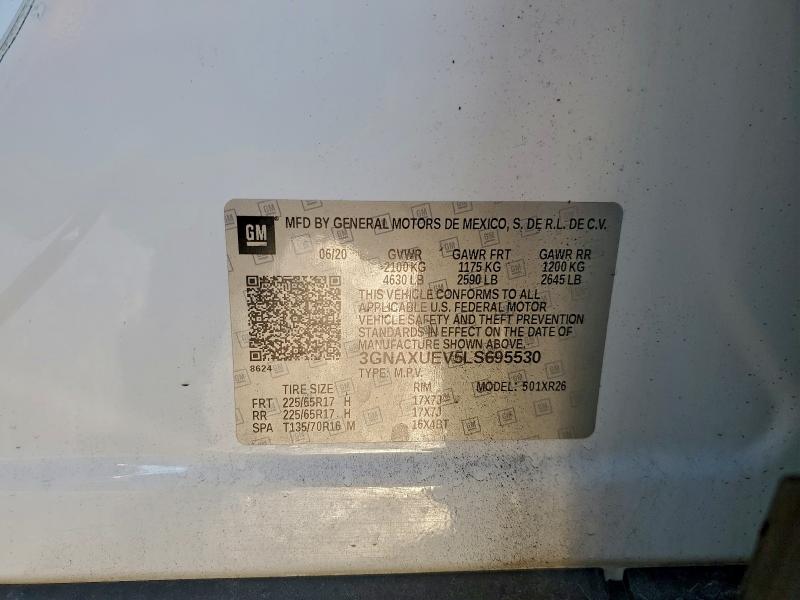 GM ® MFD BY GENERAL MOTORS DE MEXICO, S. DE R.L. DE C.V.
06/20 GVWR GAWR FRT GAWR RR
2100 KG 1175 KG 1200 KG
4630 LB 2590 LB 2645 LB
THIS VEHICLE CONFORMS TO ALL
APPLICABLE U.S. FEDERAL MOTOR
VEHICLE SAFETY AND THEFT PREVENTION
STANDARDS IN EFFECT ON THE DATE OF
MANUFACTURE SHOWN ABOVE.
3GNAXUEV5LS695530
8624 TYPE: M.P.V.
TIRE SIZE RIM MODEL: 501XR26
FRT 225/65R17 H 17X7J
RR 225/65R17 H 17X7J
SPA T135/70R16 M 16X4BT